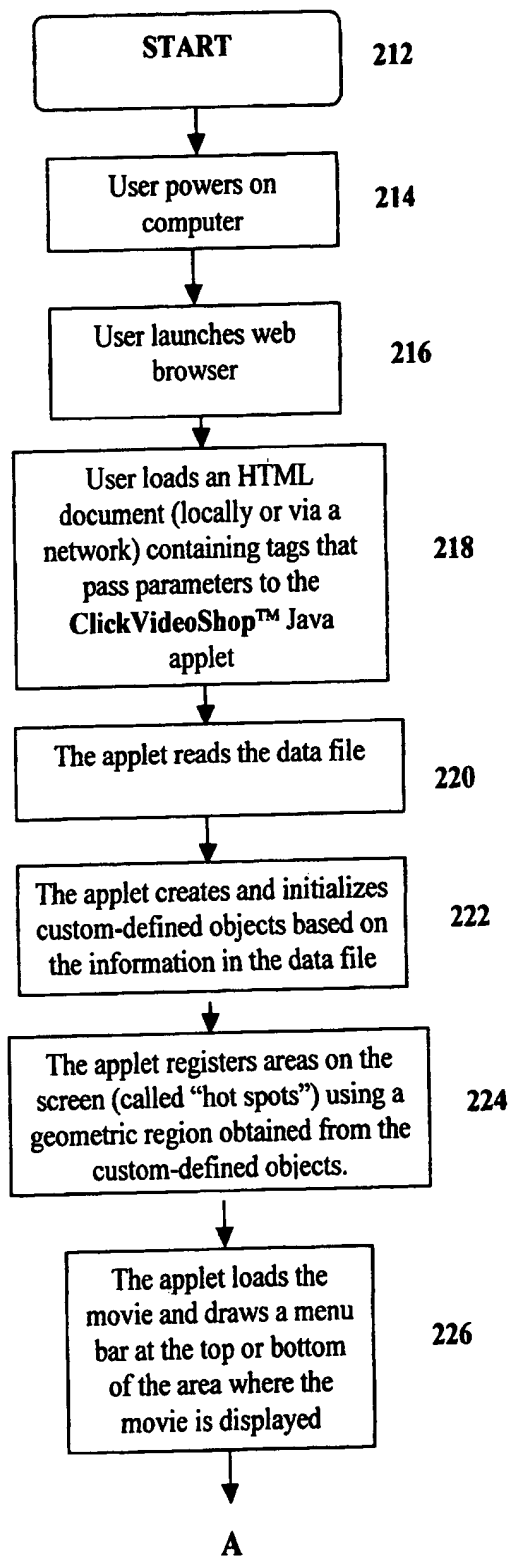 START
212
User powers on
computer
214
User launches web
browser
216
User loads an HTML
document (locally or via a
network) containing tags that
pass parameters to the
ClickVideoShop™ Java
applet
218
The applet reads the data file
220
The applet creates and initializes
custom-defined objects based on
the information in the data file
222
The applet registers areas on the
screen (called “hot spots”) using a
geometric region obtained from the
custom-defined objects.
224
The applet loads the
movie and draws a menu
bar at the top or bottom
of the area where the
movie is displayed
226
A